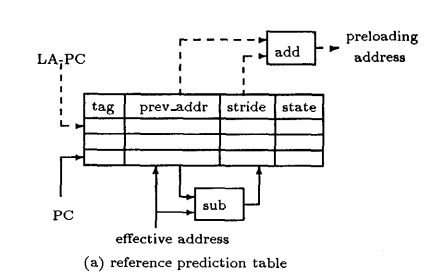 add
preloading
address
LA-PC
tag prev_addr stride state
sub
PC
effective address
(a) reference prediction table